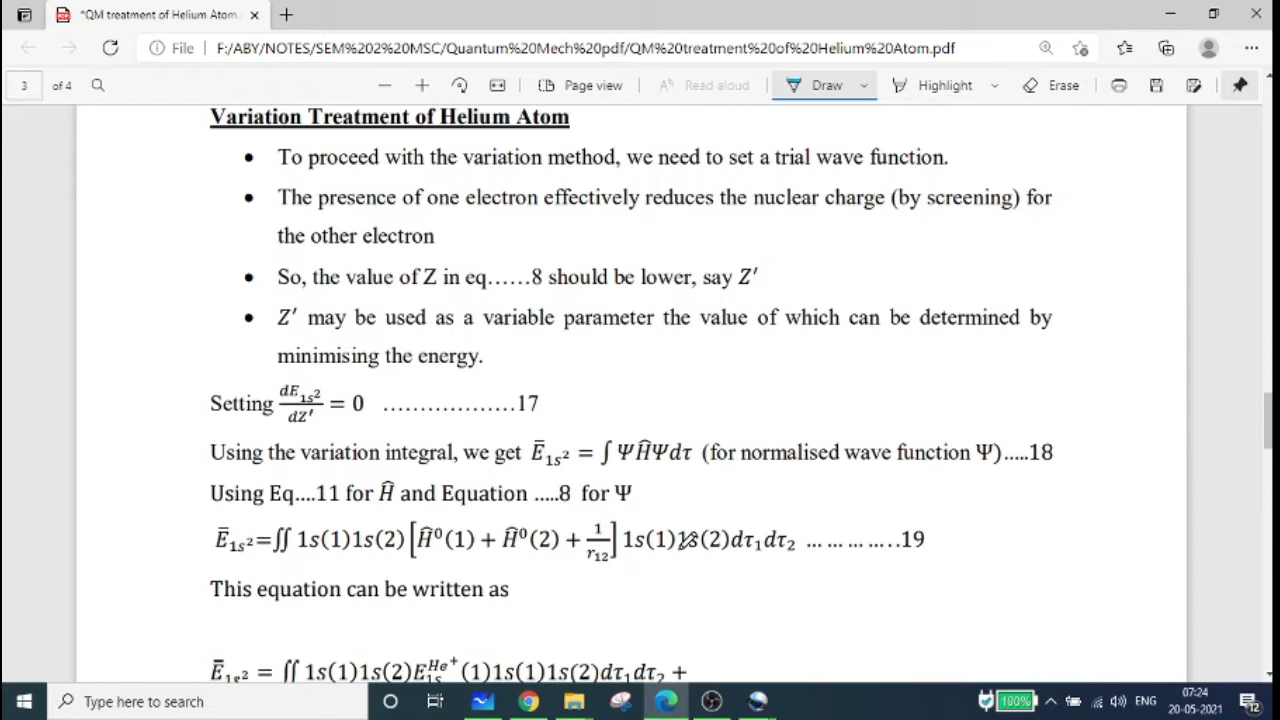 *QM treatment of Helium Atom.
File F:/ABY/NOTES/SEM%202%20MSC/Quantum%20Mech%20pdf/QM%20treatment%20of%20Helium%20Atom.pdf
3 of 4 Page view Read aloud Draw Highlight Erase
Variation Treatment of Helium Atom
• To proceed with the variation method, we need to set a trial wave function.
• The presence of one electron effectively reduces the nuclear charge (by screening) for
the other electron
• So, the value of Z in eq......8 should be lower, say Z′
• Z′ may be used as a variable parameter the value of which can be determined by
minimising the energy.
Setting dE₁ₛ²/dZ′ = 0 ..................17
Using the variation integral, we get Ē₁ₛ² = ∫ ΨĤΨdτ (for normalised wave function Ψ).....18
Using Eq....11 for Ĥ and Equation .....8 for Ψ
Ē₁ₛ²=∬ 1s(1)1s(2)[Ĥ⁰(1) + Ĥ⁰(2) + 1/r₁₂] 1s(1)1s(2)dτ₁dτ₂ … … … … ..19
This equation can be written as
Ē₁ₛ² = ∬ 1s(1)1s(2)E₁ₛᴴᵉ⁺(1)1s(1)1s(2)dτ₁dτ₂ +
Type here to search 100% ENG 07:24
20-05-2021 12